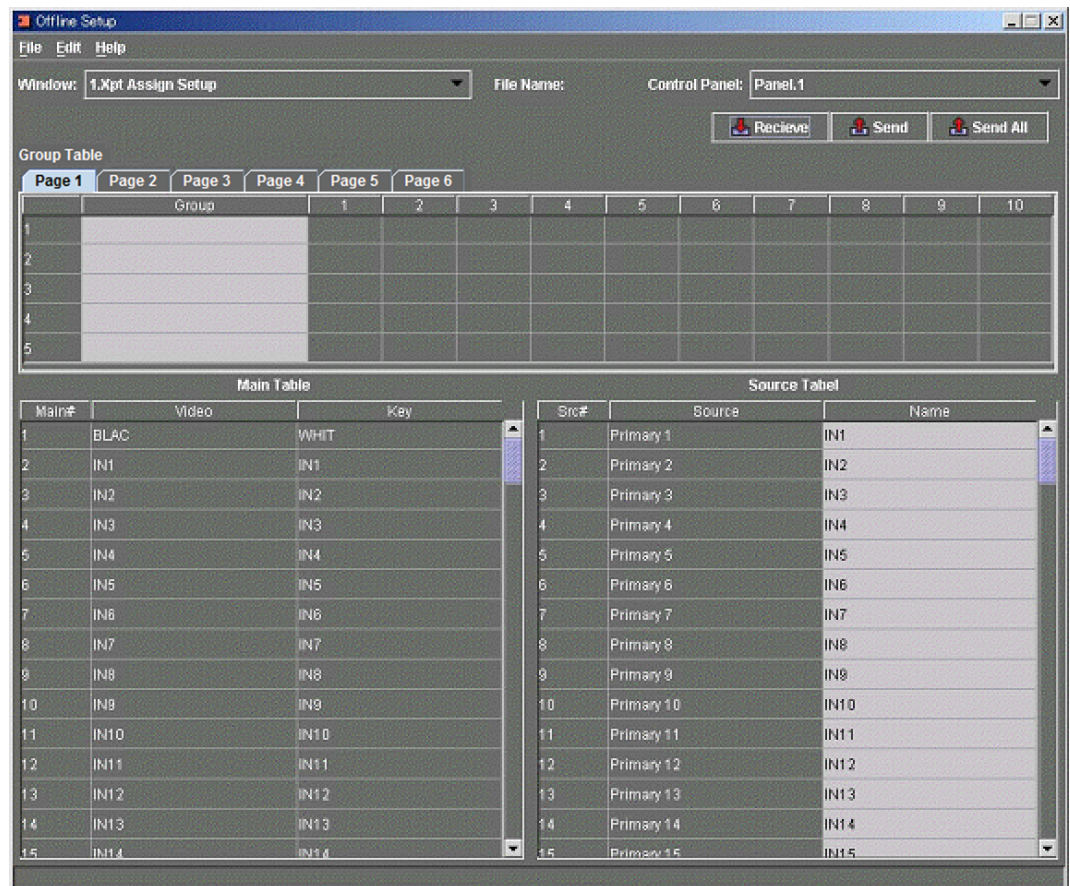 Offline Setup
File Edit Help
Window: 1.Xpt Assign Setup File Name: Control Panel: Panel.1
Recieve Send Send All
Group Table
Page 1 Page 2 Page 3 Page 4 Page 5 Page 6
Group 1 2 3 4 5 6 7 8 9 10
1
2
3
4
5
Main Table Source Tabel
Main# Video Key Src# Source Name
1 BLAC WHIT 1 Primary 1 IN1
2 IN1 IN1 2 Primary 2 IN2
3 IN2 IN2 3 Primary 3 IN3
4 IN3 IN3 4 Primary 4 IN4
5 IN4 IN4 5 Primary 5 IN5
6 IN5 IN5 6 Primary 6 IN6
7 IN6 IN6 7 Primary 7 IN7
8 IN7 IN7 8 Primary 8 IN8
9 IN8 IN8 9 Primary 9 IN9
10 IN9 IN9 10 Primary 10 IN10
11 IN10 IN10 11 Primary 11 IN11
12 IN11 IN11 12 Primary 12 IN12
13 IN12 IN12 13 Primary 13 IN13
14 IN13 IN13 14 Primary 14 IN14
15 IN14 IN14 15 Primary 15 IN15